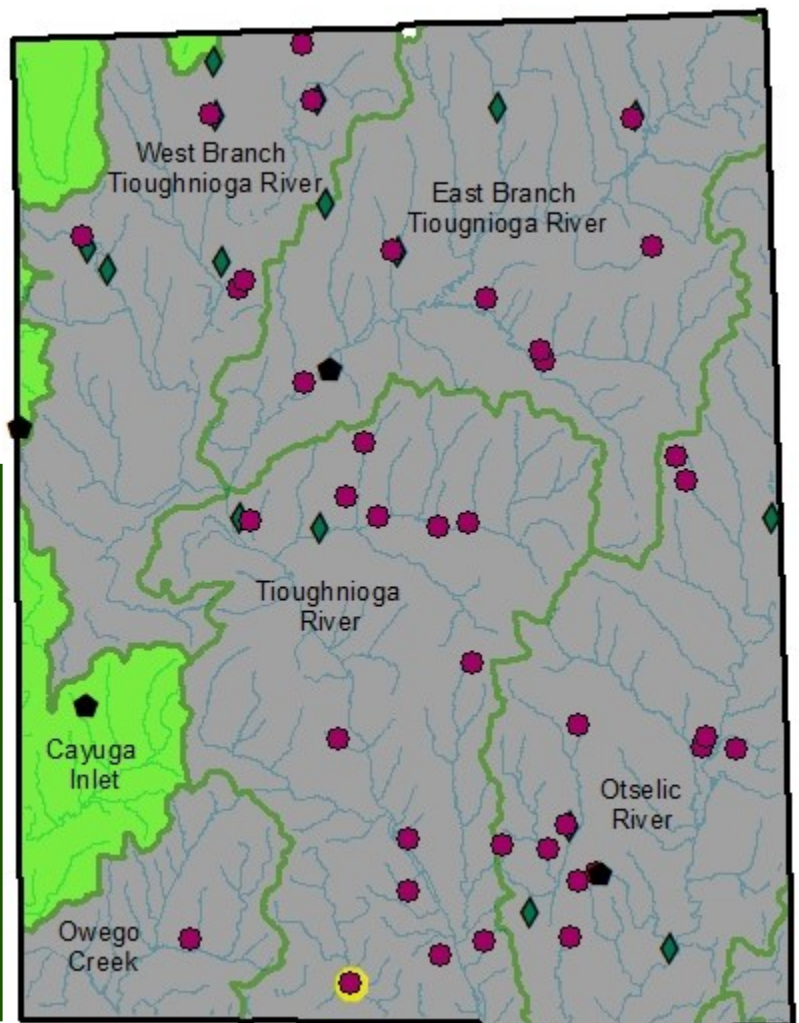 West Branch
Tioughnioga River
East Branch
Tiougnioga River
Tioughnioga
River
Cayuga
Inlet
Otselic
River
Owego
Creek